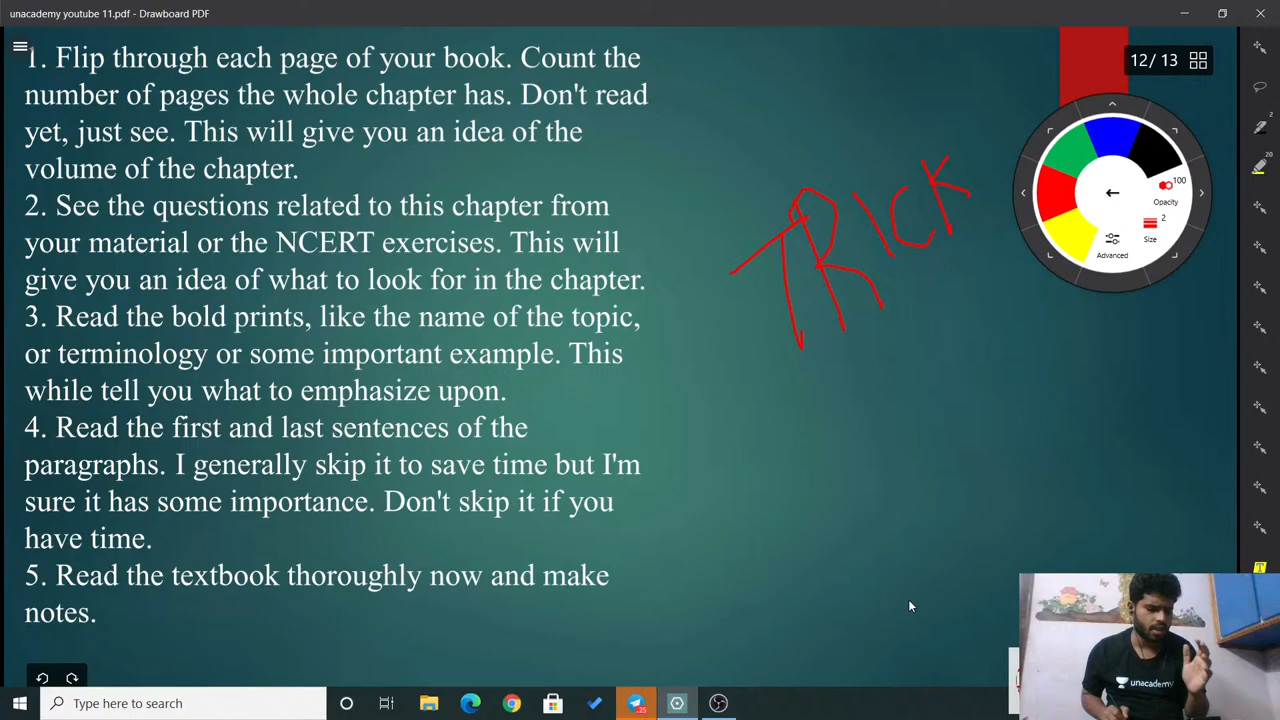 unacademy youtube 11.pdf - Drawboard PDF
1. Flip through each page of your book. Count the
number of pages the whole chapter has. Don't read
yet, just see. This will give you an idea of the
volume of the chapter.
2. See the questions related to this chapter from
your material or the NCERT exercises. This will
give you an idea of what to look for in the chapter.
3. Read the bold prints, like the name of the topic,
or terminology or some important example. This
while tell you what to emphasize upon.
4. Read the first and last sentences of the
paragraphs. I generally skip it to save time but I'm
sure it has some importance. Don't skip it if you
have time.
5. Read the textbook thoroughly now and make
notes.
TRICK
12/ 13
100
Opacity
2
Size
Advanced
2
20
unacademy
Type here to search
25